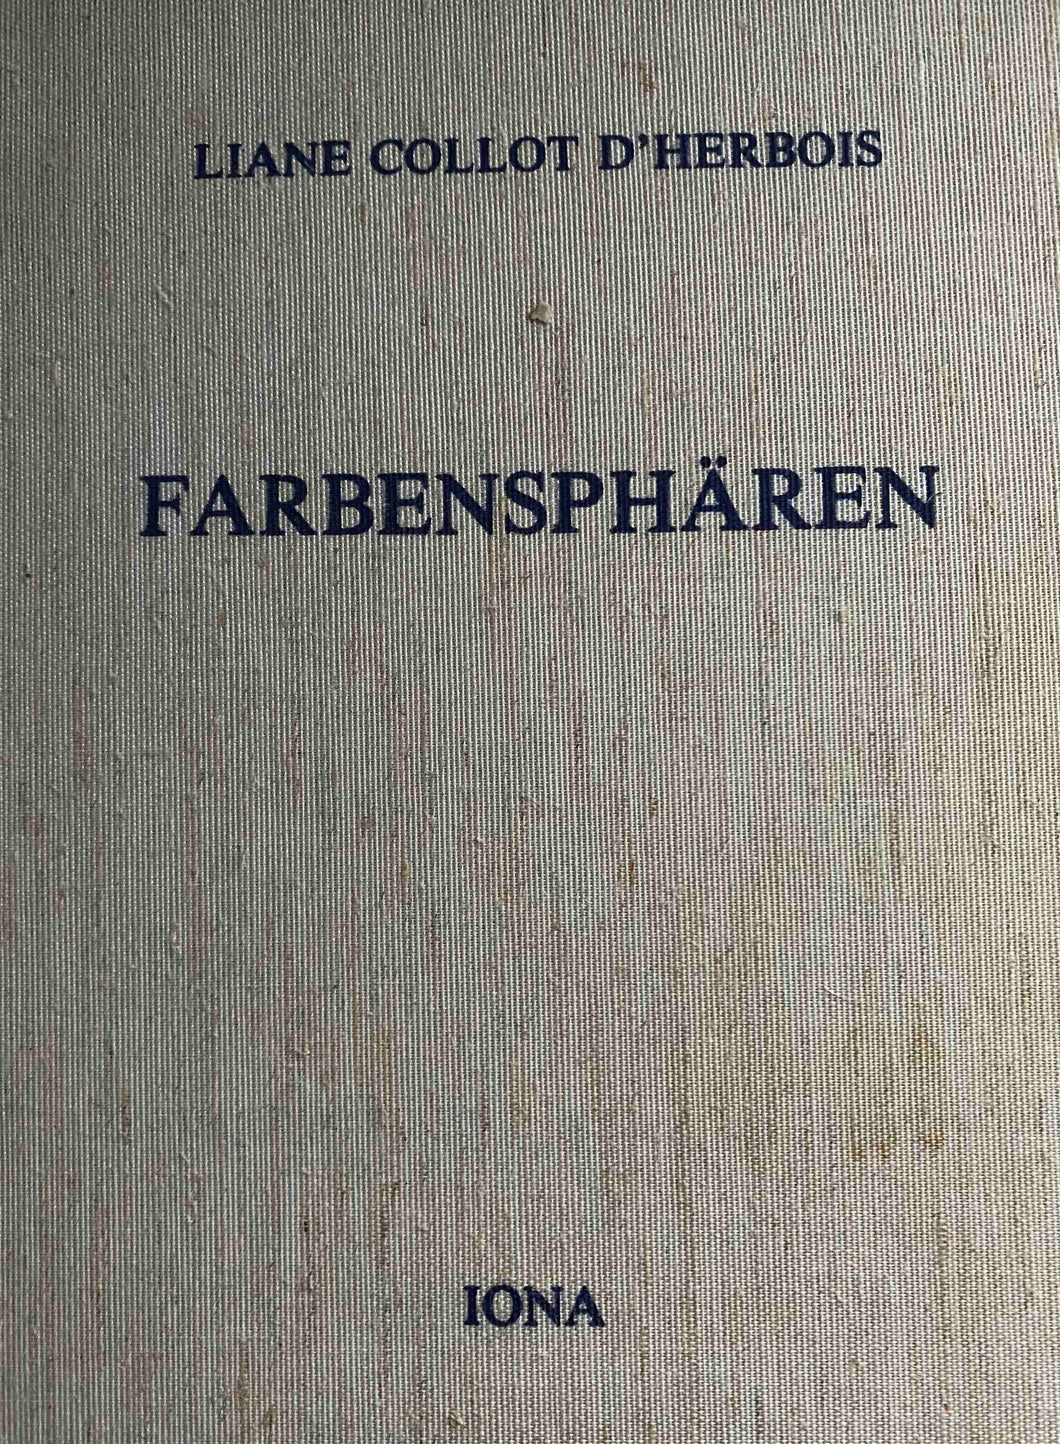 LIANE COLLOT D'HERBOIS
FARBENSPHÄREN
IONA